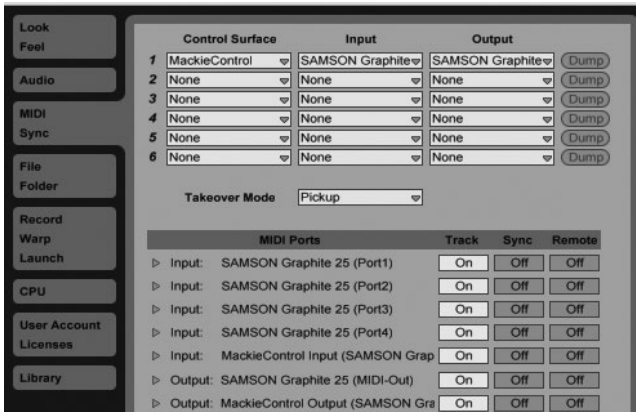 Look
Feel
Audio
MIDI
Sync
File
Folder
Record
Warp
Launch
CPU
User Account
Licenses
Library
Control Surface Input Output
1 MackieControl SAMSON Graphite SAMSON Graphite Dump
2 None None None Dump
3 None None None Dump
4 None None None Dump
5 None None None Dump
6 None None None Dump
Takeover Mode Pickup
MIDI Ports Track Sync Remote
Input: SAMSON Graphite 25 (Port1) On Off Off
Input: SAMSON Graphite 25 (Port2) On Off Off
Input: SAMSON Graphite 25 (Port3) On Off Off
Input: SAMSON Graphite 25 (Port4) On Off Off
Input: MackieControl Input (SAMSON Grap On Off Off
Output: SAMSON Graphite 25 (MIDI-Out) On Off Off
Output: MackieControl Output (SAMSON Gra On Off Off